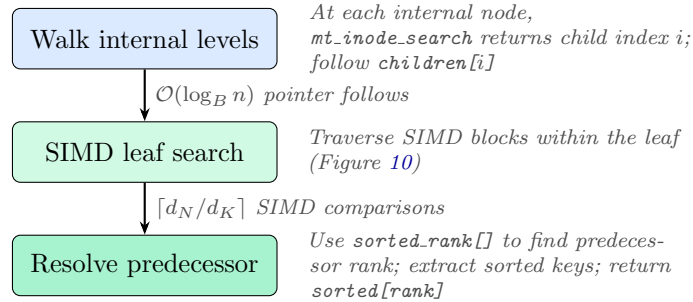 Walk internal levels
At each internal node,
mt_inode_search returns child index i;
follow children[i]
O(log_B n) pointer follows
SIMD leaf search
Traverse SIMD blocks within the leaf
(Figure 10)
⌈d_N/d_K⌉ SIMD comparisons
Resolve predecessor
Use sorted_rank[] to find predeces-
sor rank; extract sorted keys; return
sorted[rank]